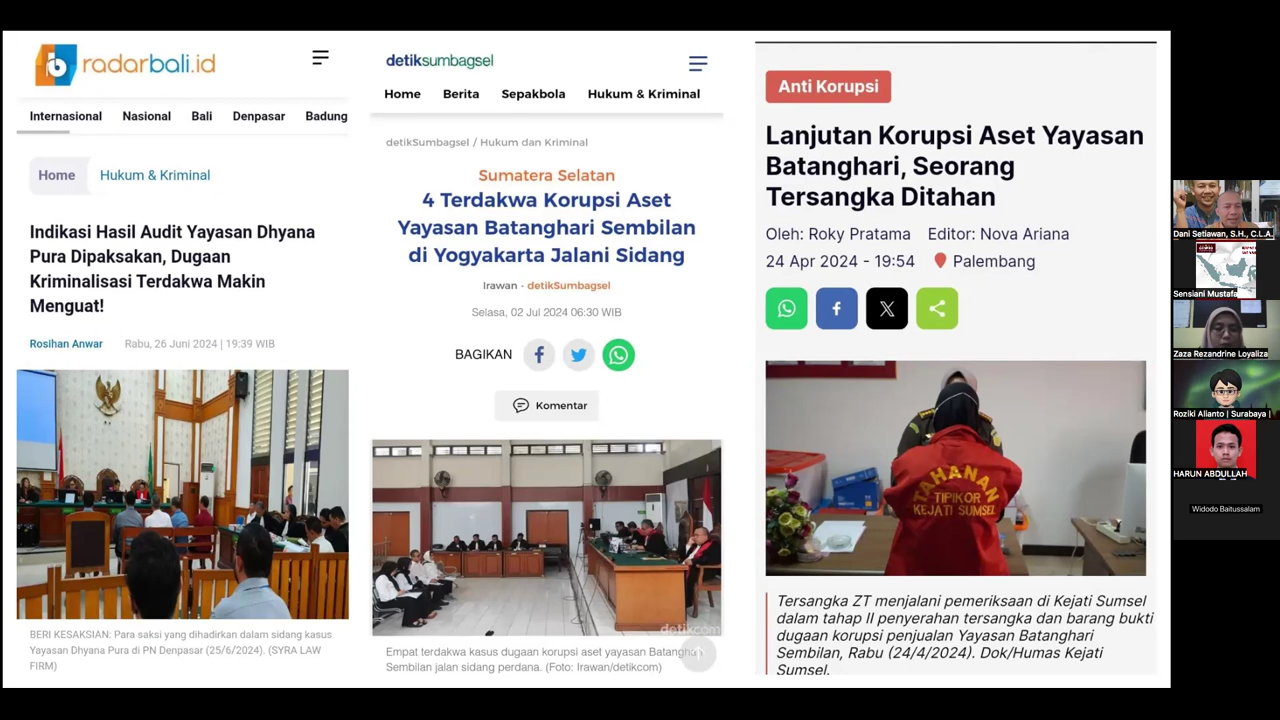 radarbali.id
Internasional Nasional Bali Denpasar Badung
Home Hukum & Kriminal
Indikasi Hasil Audit Yayasan Dhyana
Pura Dipaksakan, Dugaan
Kriminalisasi Terdakwa Makin
Menguat!
Rosihan Anwar Rabu, 26 Juni 2024 | 19:39 WIB
BERI KESAKSIAN: Para saksi yang dihadirkan dalam sidang kasus
Yayasan Dhyana Pura di PN Denpasar (25/6/2024). (SYRA LAW
FIRM)
detiksumbagsel
Home Berita Sepakbola Hukum & Kriminal
detikSumbagsel / Hukum dan Kriminal
Sumatera Selatan
4 Terdakwa Korupsi Aset
Yayasan Batanghari Sembilan
di Yogyakarta Jalani Sidang
Irawan - detikSumbagsel
Selasa, 02 Jul 2024 06:30 WIB
BAGIKAN
Komentar
detikcom
Empat terdakwa kasus dugaan korupsi aset yayasan Batanghari
Sembilan jalan sidang perdana. (Foto: Irawan/detikcom)
Anti Korupsi
Lanjutan Korupsi Aset Yayasan
Batanghari, Seorang
Tersangka Ditahan
Oleh: Roky Pratama Editor: Nova Ariana
24 Apr 2024 - 19:54 Palembang
TAHANAN
TIPIKOR
KEJATI SUMSEL
Tersangka ZT menjalani pemeriksaan di Kejati Sumsel
dalam tahap II penyerahan tersangka dan barang bukti
dugaan korupsi penjualan Yayasan Batanghari
Sembilan, Rabu (24/4/2024). Dok/Humas Kejati
Sumsel.
Dani Setiawan, S.H., C.L.A.
Sensiani Mustafa
Zaza Rezandrine Loyaliza
Roziki Alianto | Surabaya |
HARUN ABDULLAH
Widodo Baitussalam